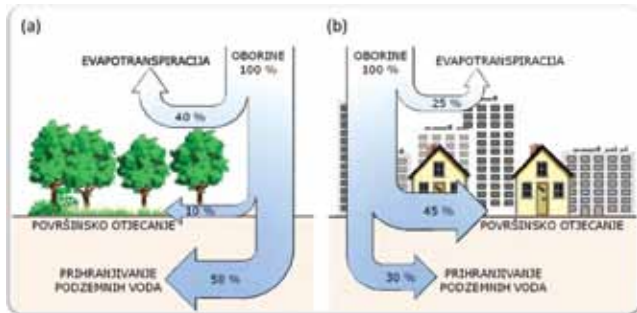 (a)
EVAPOTRANSPIRACIJA
OBORINE
100 %
40 %
10 %
POVRŠINSKO OTJECANJE
50 %
PRIHRANJIVANJE
PODZEMNIH VODA
(b)
OBORINE
100 %
EVAPOTRANSPIRACIJA
25 %
45 %
POVRŠINSKO OTJECANJE
30 %
PRIHRANJIVANJE
PODZEMNIH VODA